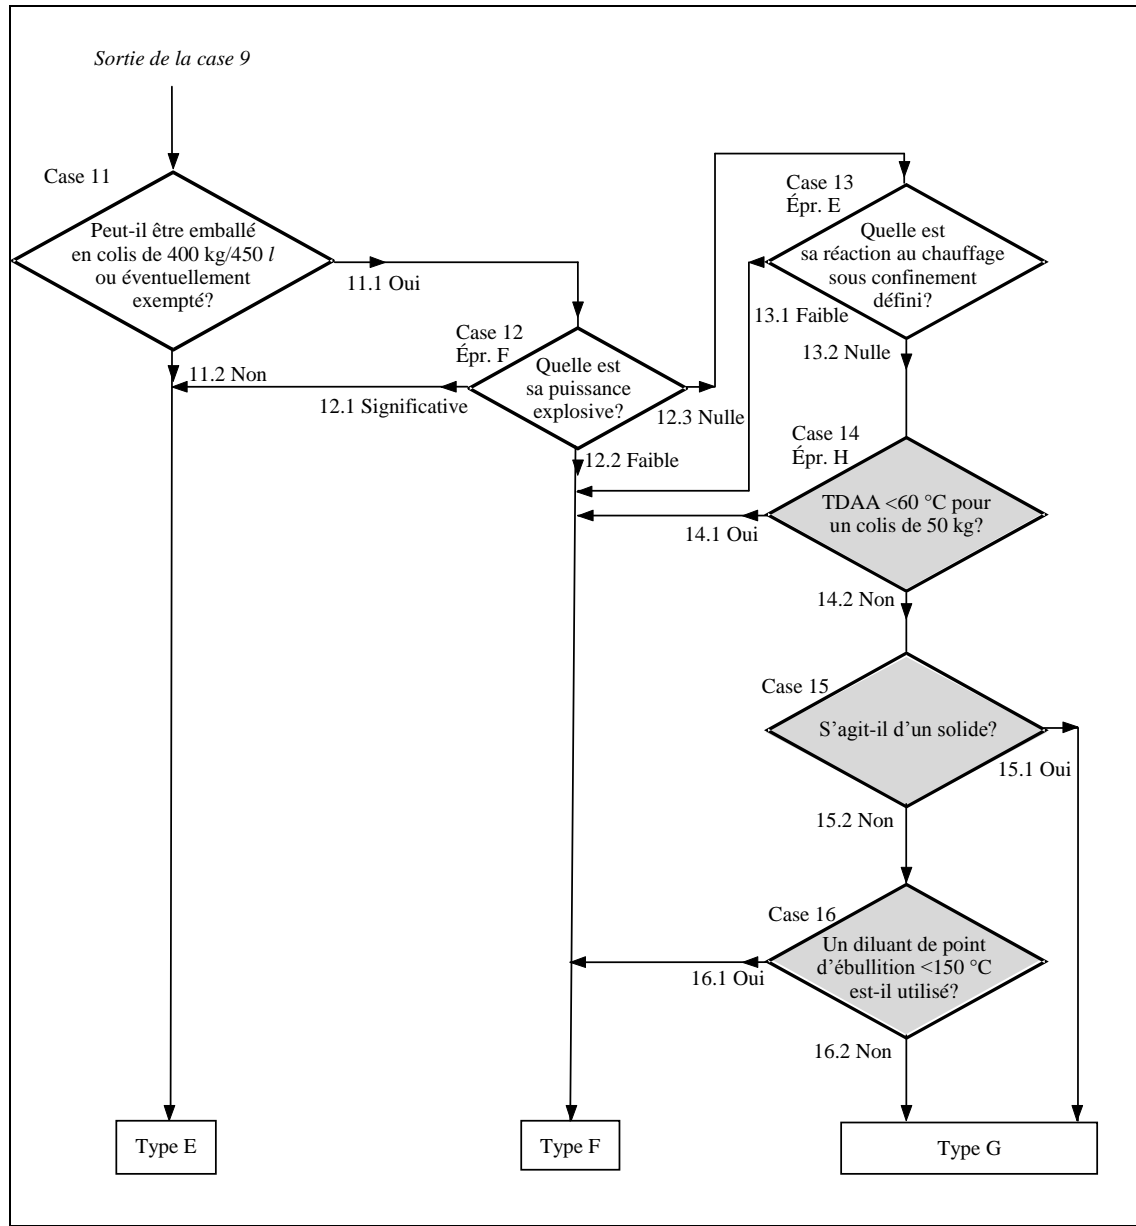 Sortie de la case 9
Case 11
Peut-il être emballé
en colis de 400 kg/450 l
ou éventuellement
exempté?
11.1 Oui
11.2 Non
Case 12
Épr. F
Quelle est
sa puissance
explosive?
12.1 Significative
12.2 Faible
12.3 Nulle
Case 13
Épr. E
Quelle est
sa réaction au chauffage
sous confinement
défini?
13.1 Faible
13.2 Nulle
Case 14
Épr. H
TDAA <60 °C pour
un colis de 50 kg?
14.1 Oui
14.2 Non
Case 15
S’agit-il d’un solide?
15.1 Oui
15.2 Non
Case 16
Un diluant de point
d’ébullition <150 °C
est-il utilisé?
16.1 Oui
16.2 Non
Type E
Type F
Type G